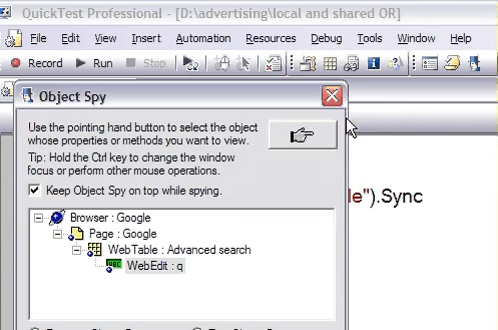 QuickTest Professional - [D:\advertising\local and shared OR]
File Edit View Insert Automation Resources Debug Tools Window Help
Record Run Stop
Object Spy
Use the pointing hand button to select the object
whose properties or methods you want to view.
Tip: Hold the Ctrl key to change the window
focus or perform other mouse operations.
Keep Object Spy on top while spying.
le").Sync
Browser : Google
Page : Google
WebTable : Advanced search
WebEdit : q